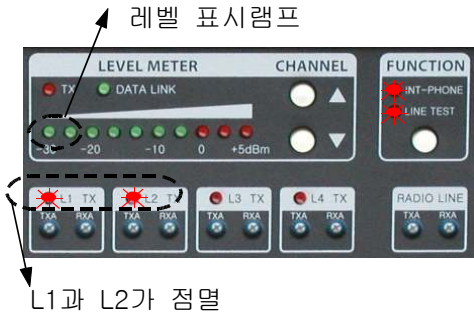 레벨 표시램프
LEVEL METER
CHANNEL
FUNCTION
TX
DATA LINK
INT-PHONE
LINE TEST
-30 -20 -10 0 +5dBm
L1 TX
L2 TX
L3 TX
L4 TX
RADIO LINE
TXA RXA
TXA RXA
TXA RXA
TXA RXA
TXA RXA
L1과 L2가 점멸